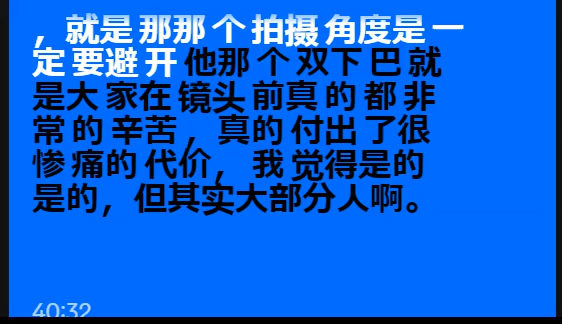 ，就是那那个拍摄角度是一
定要避开他那个双下巴就
是大家在镜头前真的都非
常的辛苦，真的付出了很
惨痛的代价，我觉得是的
是的，但其实大部分人啊。
40:32